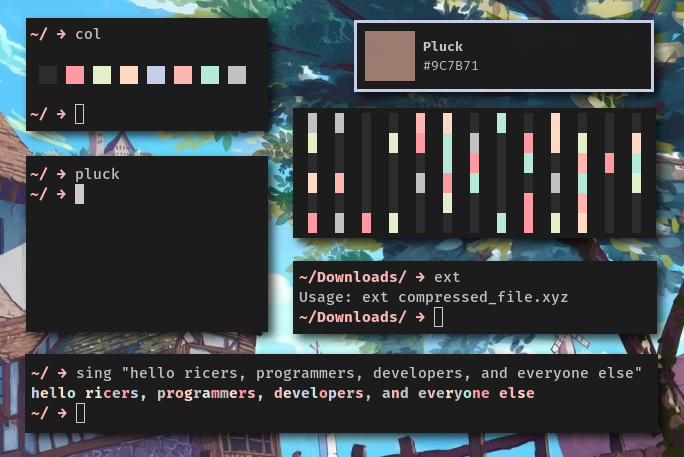 ~/ → col
~/ →
Pluck
#9C7B71
~/ → pluck
~/ →
~/Downloads/ → ext
Usage: ext compressed_file.xyz
~/Downloads/ →
~/ → sing "hello ricers, programmers, developers, and everyone else"
hello ricers, programmers, developers, and everyone else
~/ →